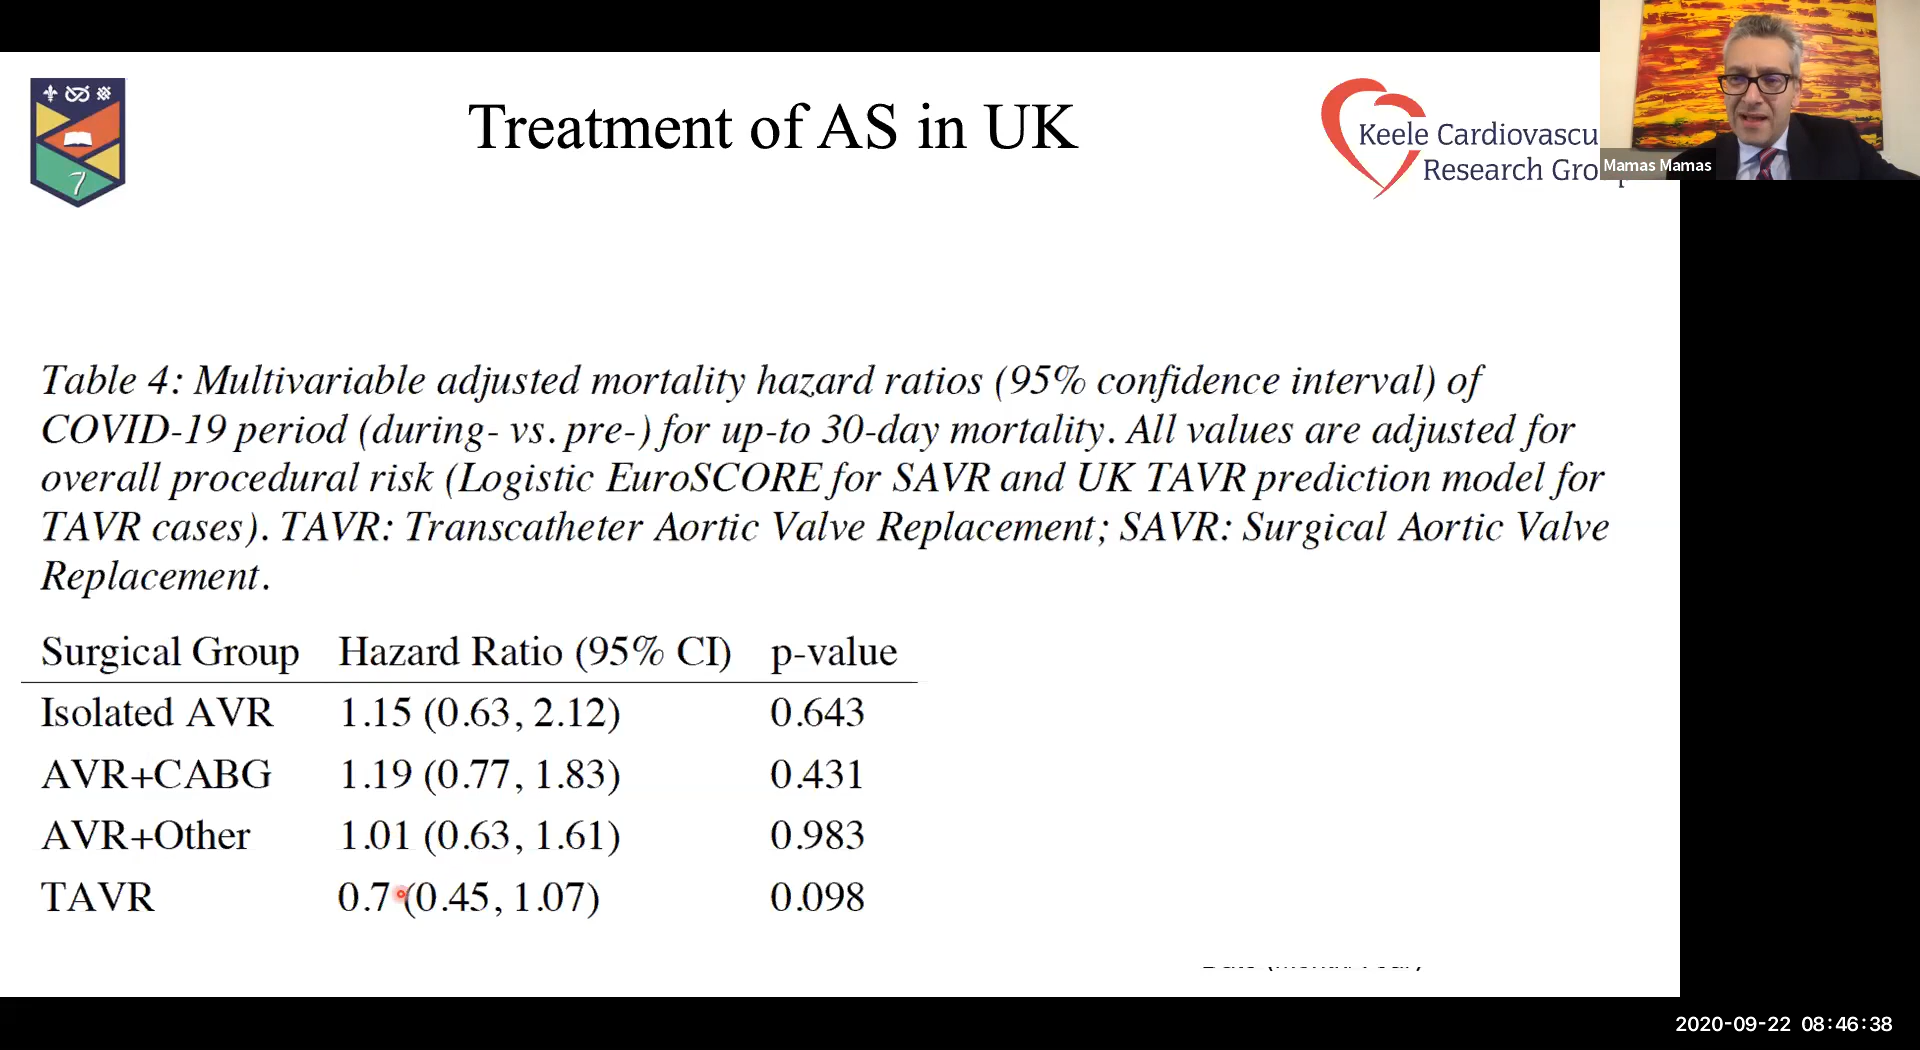 Treatment of AS in UK
Keele Cardiovascu
Research Gro
Mamas Mamas
Table 4: Multivariable adjusted mortality hazard ratios (95% confidence interval) of
COVID-19 period (during- vs. pre-) for up-to 30-day mortality. All values are adjusted for
overall procedural risk (Logistic EuroSCORE for SAVR and UK TAVR prediction model for
TAVR cases). TAVR: Transcatheter Aortic Valve Replacement; SAVR: Surgical Aortic Valve
Replacement.
Surgical Group Hazard Ratio (95% CI) p-value
Isolated AVR 1.15 (0.63, 2.12) 0.643
AVR+CABG 1.19 (0.77, 1.83) 0.431
AVR+Other 1.01 (0.63, 1.61) 0.983
TAVR 0.7 (0.45, 1.07) 0.098
2020-09-22 08:46:38